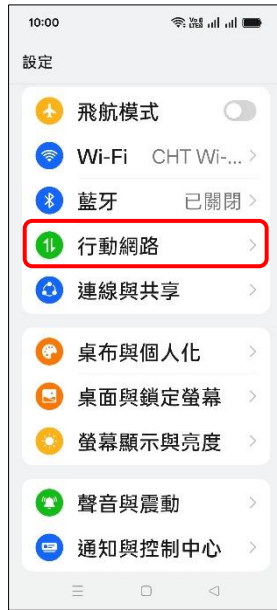 10:00
設定
飛航模式
Wi-Fi CHT Wi-...
藍牙 已關閉
行動網路
連線與共享
桌布與個人化
桌面與鎖定螢幕
螢幕顯示與亮度
聲音與震動
通知與控制中心